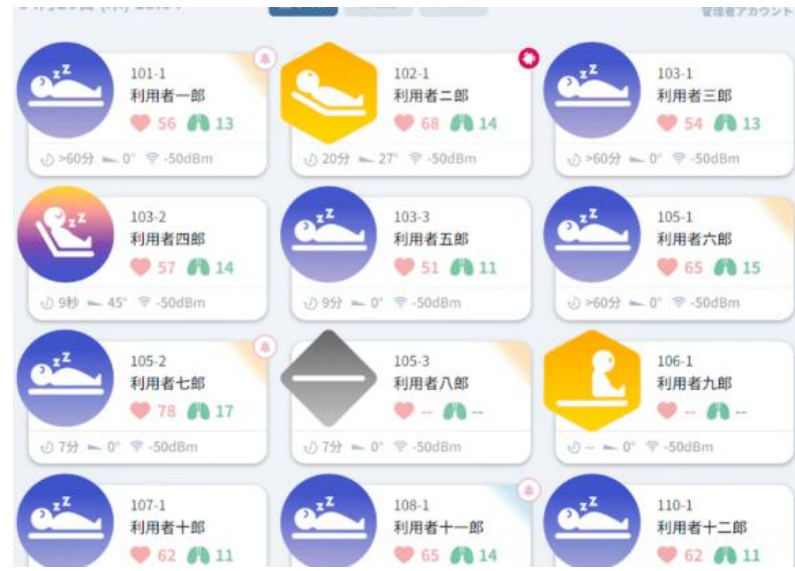 管理者アカウント
101-1
利用者一郎
56 13
>60分 0° -50dBm
102-1
利用者二郎
68 14
20分 27° -50dBm
103-1
利用者三郎
54 13
>60分 0° -50dBm
103-2
利用者四郎
57 14
9秒 45° -50dBm
103-3
利用者五郎
51 11
9分 0° -50dBm
105-1
利用者六郎
65 15
>60分 0° -50dBm
105-2
利用者七郎
78 17
7分 0° -50dBm
105-3
利用者八郎
-- --
7分 0° -50dBm
106-1
利用者九郎
-- --
-- 0° -50dBm
107-1
利用者十郎
62 11
108-1
利用者十一郎
65 14
110-1
利用者十二郎
62 11